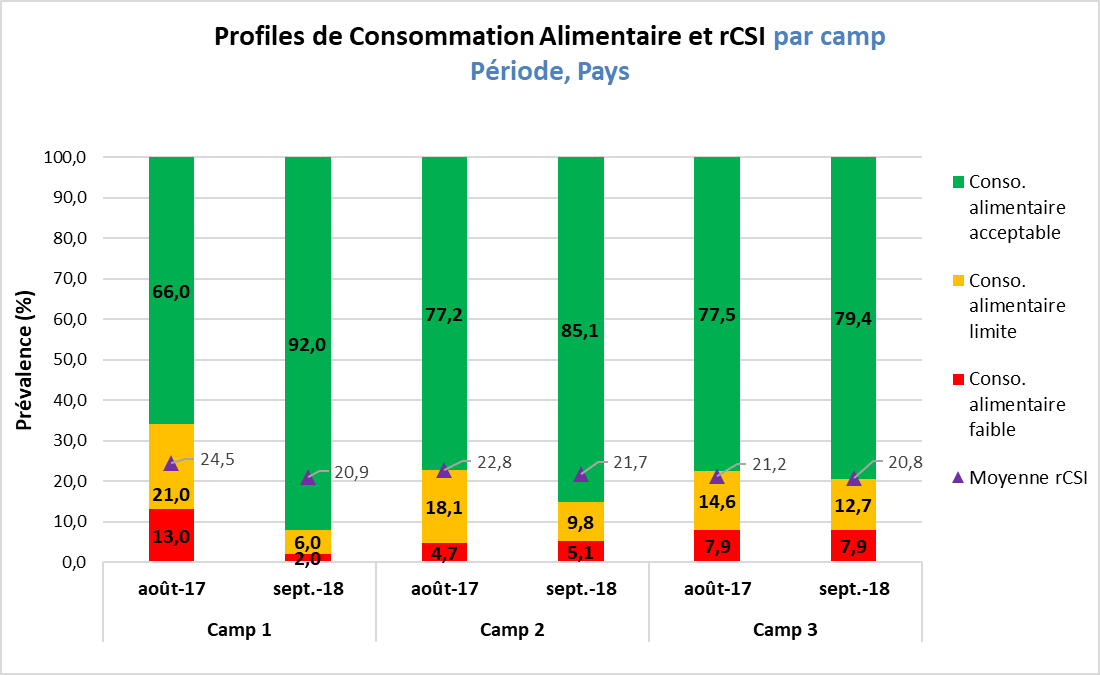 Profiles de Consommation Alimentaire et rCSI par camp
Période, Pays
Prévalence (%)
100,0
90,0
80,0
70,0
60,0
50,0
40,0
30,0
20,0
10,0
0,0
66,0
21,0
13,0
24,5
92,0
6,0
2,0
20,9
77,2
18,1
4,7
22,8
85,1
9,8
5,1
21,7
77,5
14,6
7,9
21,2
79,4
12,7
7,9
20,8
août-17
sept.-18
août-17
sept.-18
août-17
sept.-18
Camp 1
Camp 2
Camp 3
Conso.
alimentaire
acceptable
Conso.
alimentaire
limite
Conso.
alimentaire
faible
Moyenne rCSI